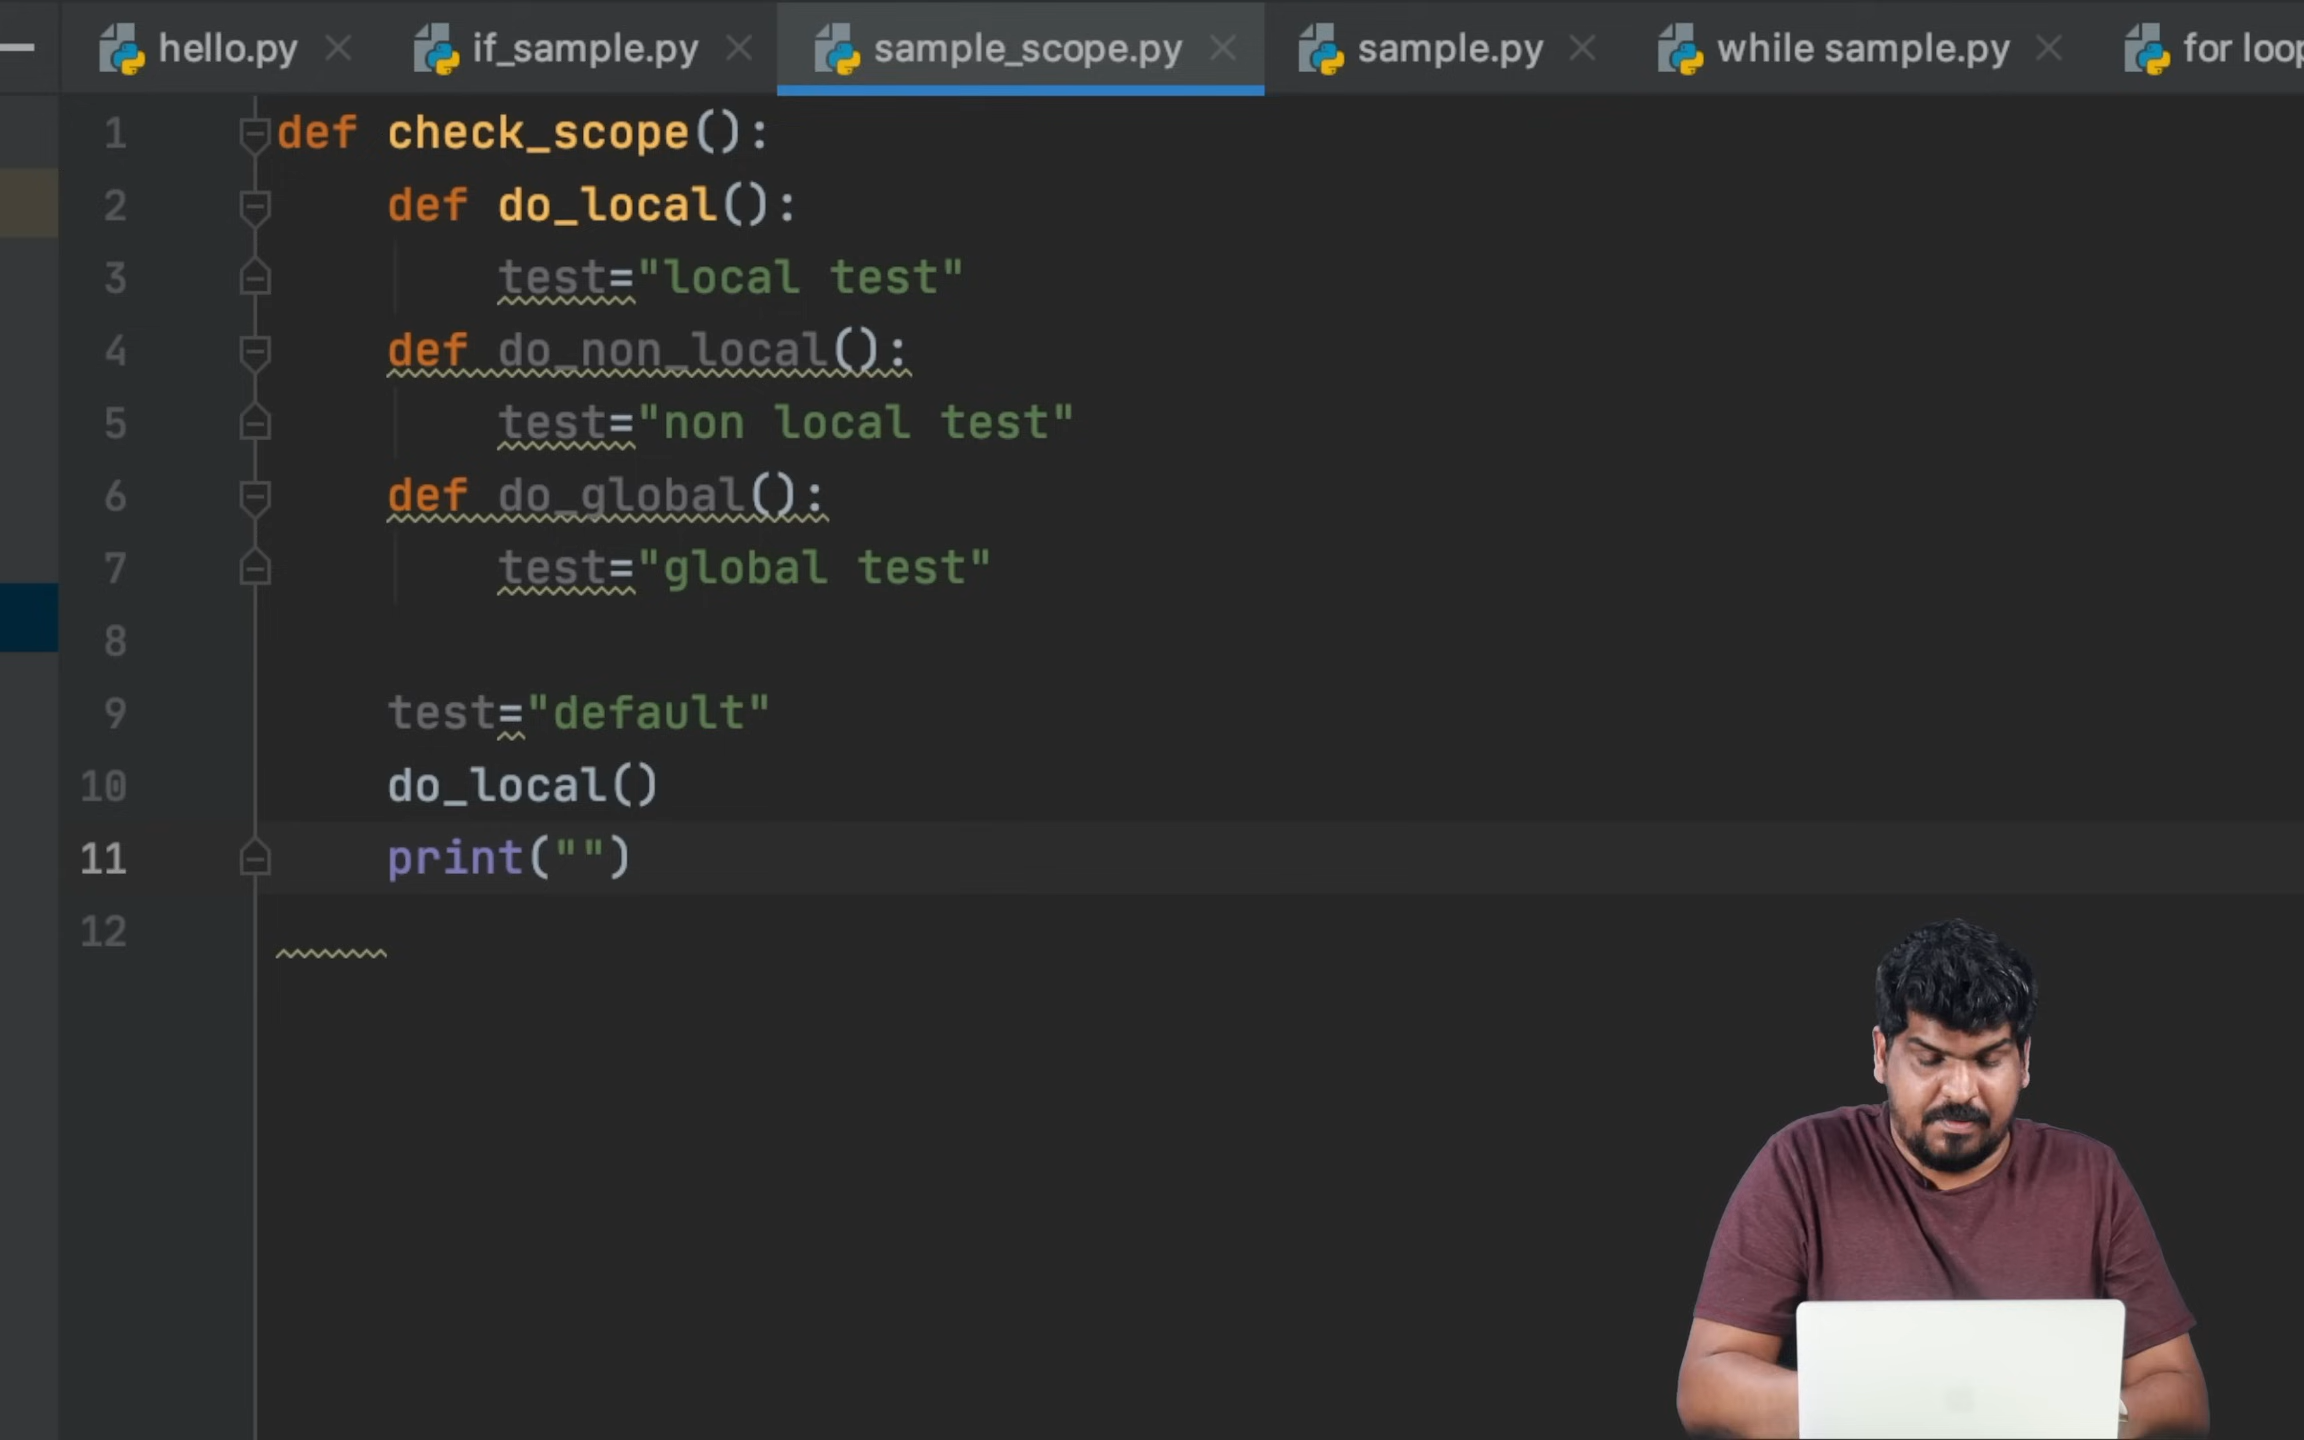 hello.py
if_sample.py
sample_scope.py
sample.py
while sample.py
for loop
1 def check_scope():
2 def do_local():
3 test="local test"
4 def do_non_local():
5 test="non local test"
6 def do_global():
7 test="global test"
8
9 test="default"
10 do_local()
11 print("")
12